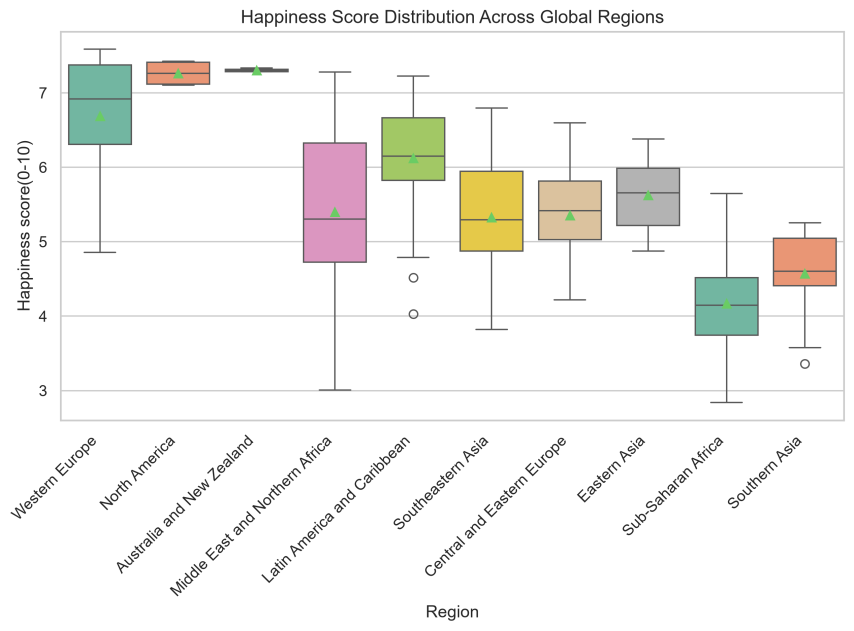 Happiness Score Distribution Across Global Regions
Happiness score(0-10)
7
6
5
4
3
Western Europe
North America
Australia and New Zealand
Middle East and Northern Africa
Latin America and Caribbean
Southeastern Asia
Central and Eastern Europe
Eastern Asia
Sub-Saharan Africa
Southern Asia
Region